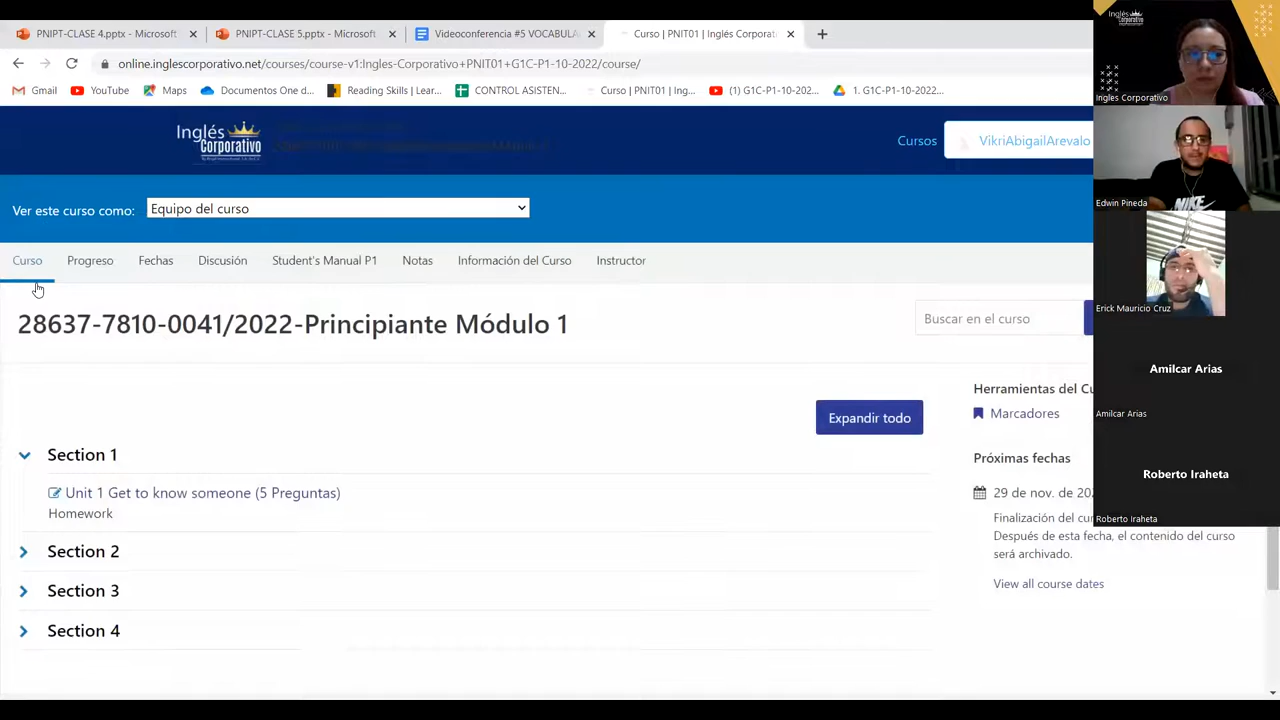 PNIPT-CLASE 4.pptx - Microsoft
PNIPT-CLASE 5.pptx - Microsoft
Videoconferencia #5 VOCABULA
Curso | PNIT01 | Inglés Corporat
online.inglescorporativo.net/courses/course-v1:Ingles-Corporativo+PNIT01+G1C-P1-10-2022/course/
Gmail
YouTube
Maps
Documentos One d...
Reading Skills | Lear...
CONTROL ASISTEN...
Curso | PNIT01 | Ing...
(1) G1C-P1-10-202...
1. G1C-P1-10-2022...
Inglés
Corporativo
Cursos
VikriAbigailArevalo
Ver este curso como:
Equipo del curso
Curso
Progreso
Fechas
Discusión
Student's Manual P1
Notas
Información del Curso
Instructor
28637-7810-0041/2022-Principiante Módulo 1
Buscar en el curso
Expandir todo
Section 1
Unit 1 Get to know someone (5 Preguntas)
Homework
Section 2
Section 3
Section 4
Herramientas del Cu
Marcadores
Próximas fechas
29 de nov. de 202
Finalización del cur
Después de esta fecha, el contenido del curso
será archivado.
View all course dates
Inglés
Corporativo
Ingles Corporativo
NIKE
Edwin Pineda
Erick Mauricio Cruz
Amilcar Arias
Amilcar Arias
Roberto Iraheta
Roberto Iraheta